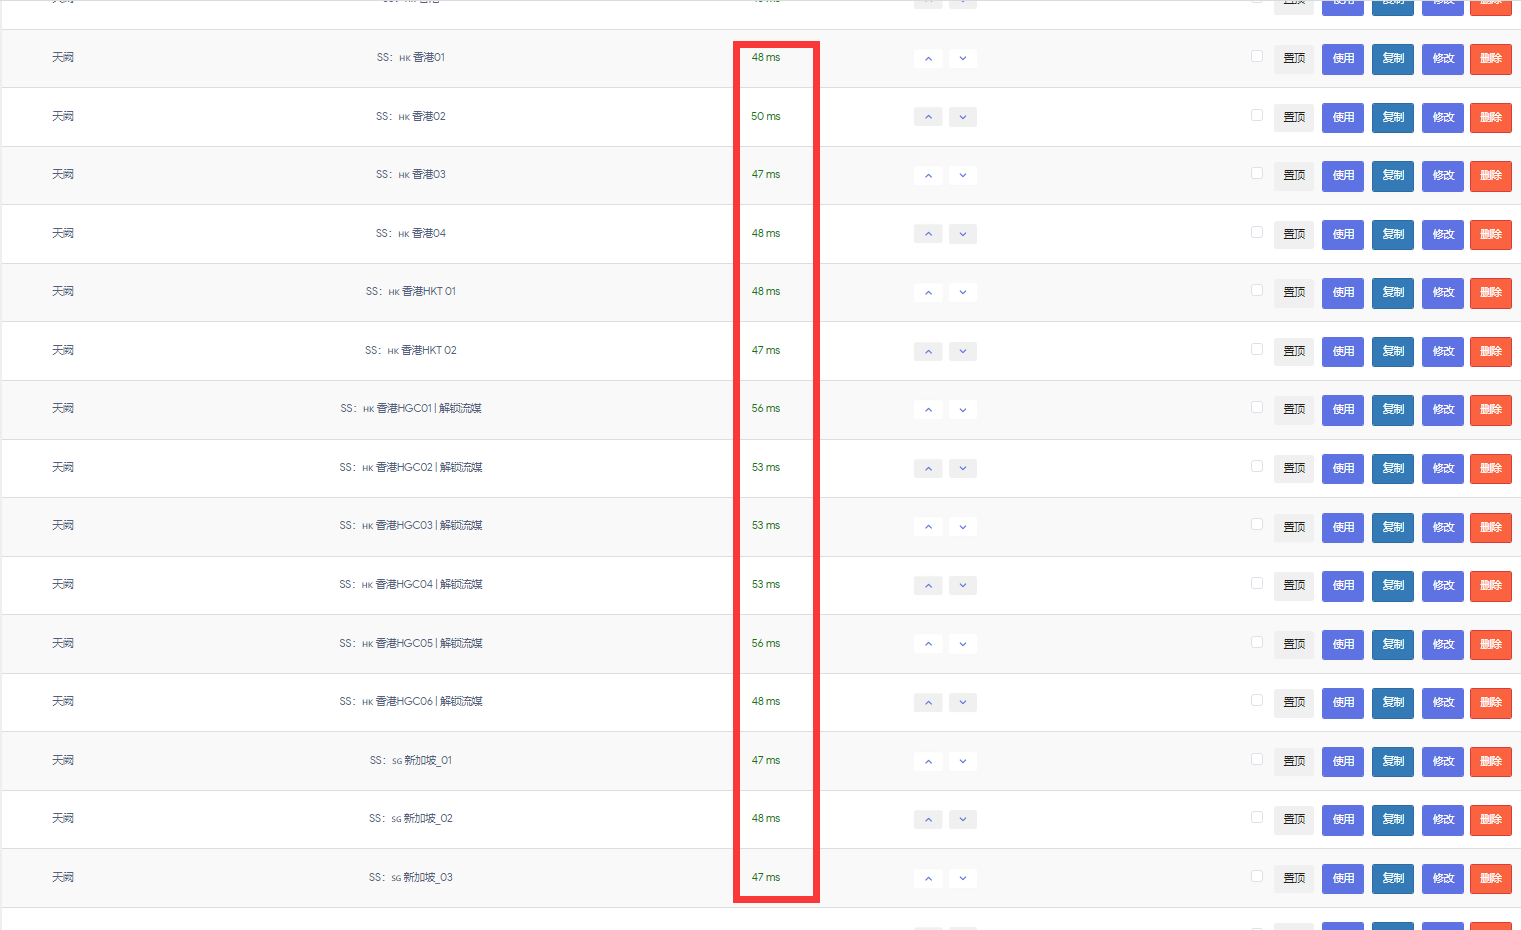 天阙 SS：HK 香港01 48 ms 置顶 使用 复制 修改 删除
天阙 SS：HK 香港02 50 ms 置顶 使用 复制 修改 删除
天阙 SS：HK 香港03 47 ms 置顶 使用 复制 修改 删除
天阙 SS：HK 香港04 48 ms 置顶 使用 复制 修改 删除
天阙 SS：HK 香港HKT 01 48 ms 置顶 使用 复制 修改 删除
天阙 SS：HK 香港HKT 02 47 ms 置顶 使用 复制 修改 删除
天阙 SS：HK 香港HGC01 | 解锁流媒 56 ms 置顶 使用 复制 修改 删除
天阙 SS：HK 香港HGC02 | 解锁流媒 53 ms 置顶 使用 复制 修改 删除
天阙 SS：HK 香港HGC03 | 解锁流媒 53 ms 置顶 使用 复制 修改 删除
天阙 SS：HK 香港HGC04 | 解锁流媒 53 ms 置顶 使用 复制 修改 删除
天阙 SS：HK 香港HGC05 | 解锁流媒 56 ms 置顶 使用 复制 修改 删除
天阙 SS：HK 香港HGC06 | 解锁流媒 48 ms 置顶 使用 复制 修改 删除
天阙 SS：SG 新加坡_01 47 ms 置顶 使用 复制 修改 删除
天阙 SS：SG 新加坡_02 48 ms 置顶 使用 复制 修改 删除
天阙 SS：SG 新加坡_03 47 ms 置顶 使用 复制 修改 删除